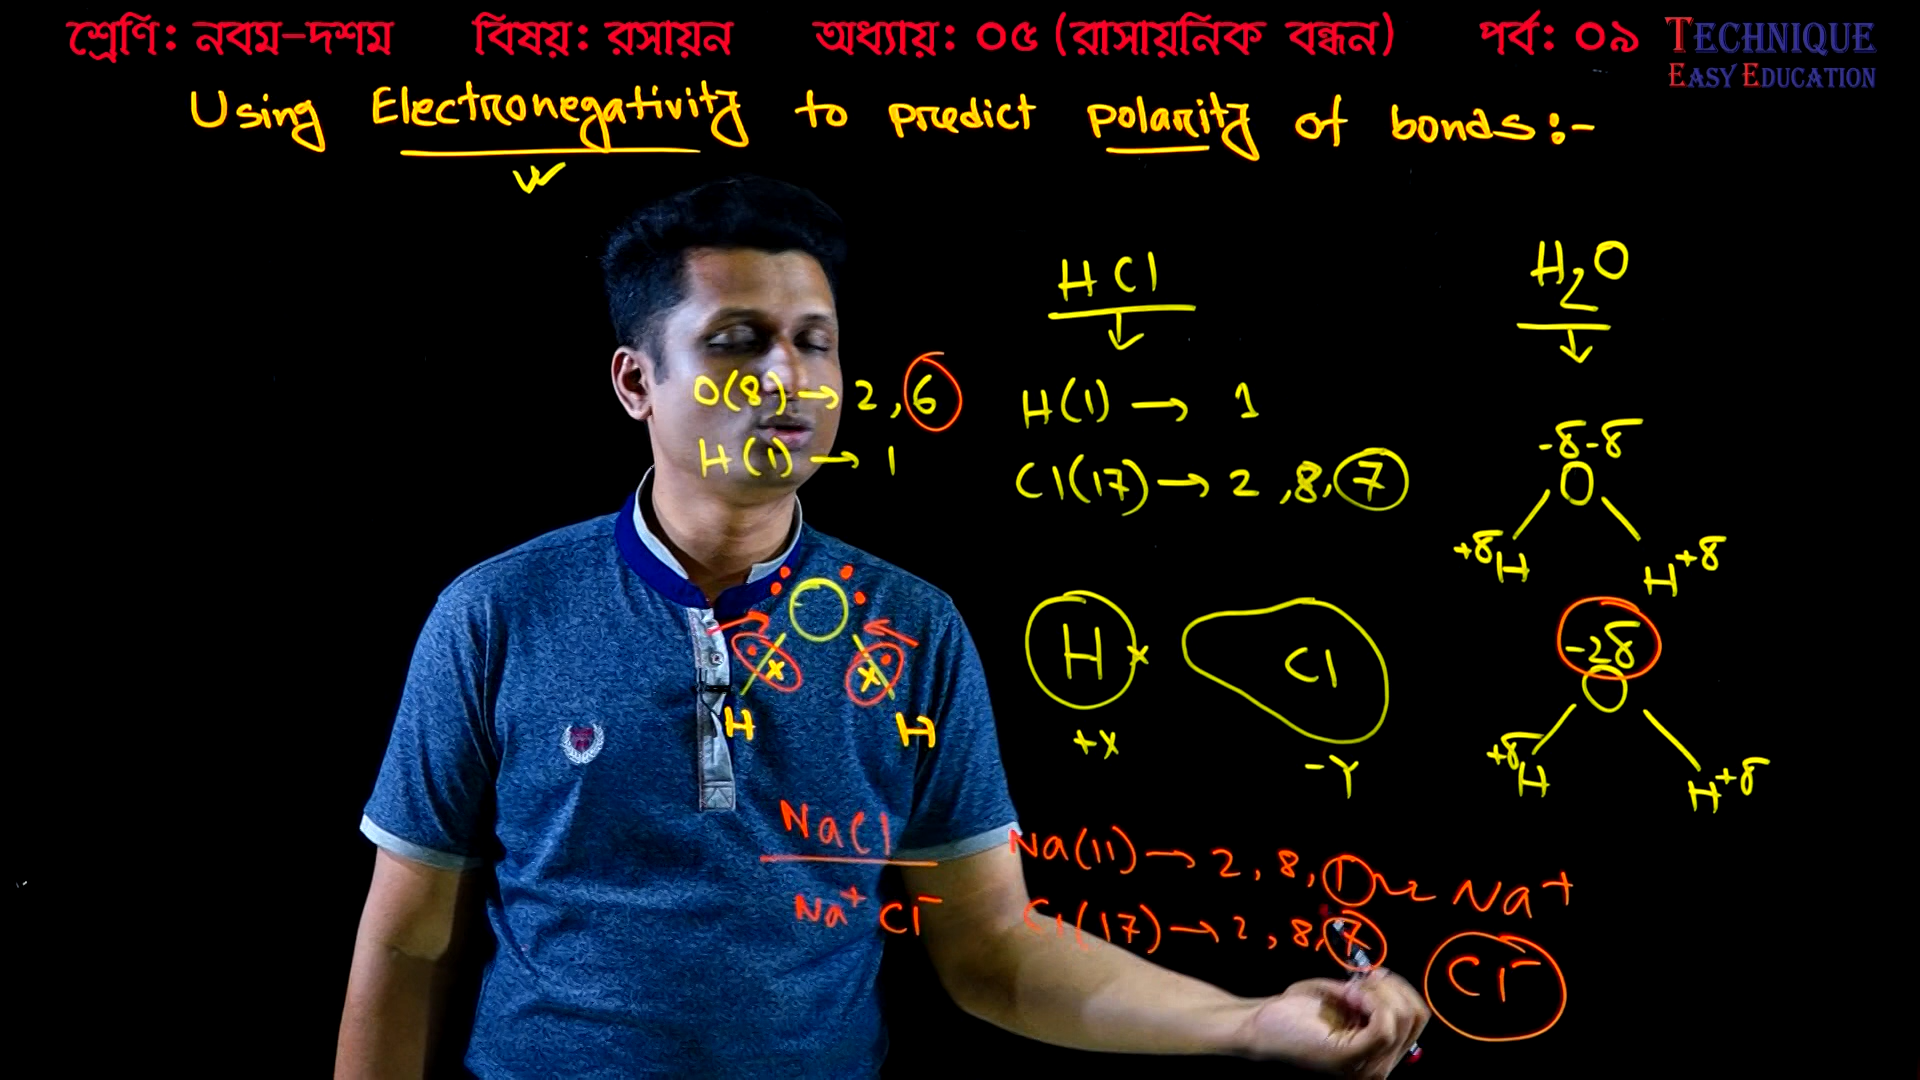 শ্রেণি: নবম-দশম বিষয়: রসায়ন অধ্যায়: ০৫ (রাসায়নিক বন্ধন) পর্ব: ০৯
TECHNIQUE
EASY EDUCATION
Using Electronegativity to predict polarity of bonds:-
HCl
H(1) → 1
Cl(17) → 2,8,7
H x Cl
+x -Y
H2O
-δ-δ
O
+δH H+δ
-2δ
O
+δH H+δ
O(8) → 2,6
H(1) → 1
x x
H H
NaCl
Na+ Cl-
Na(11) → 2,8,1 Na+
Cl(17) → 2,8,7 Cl-